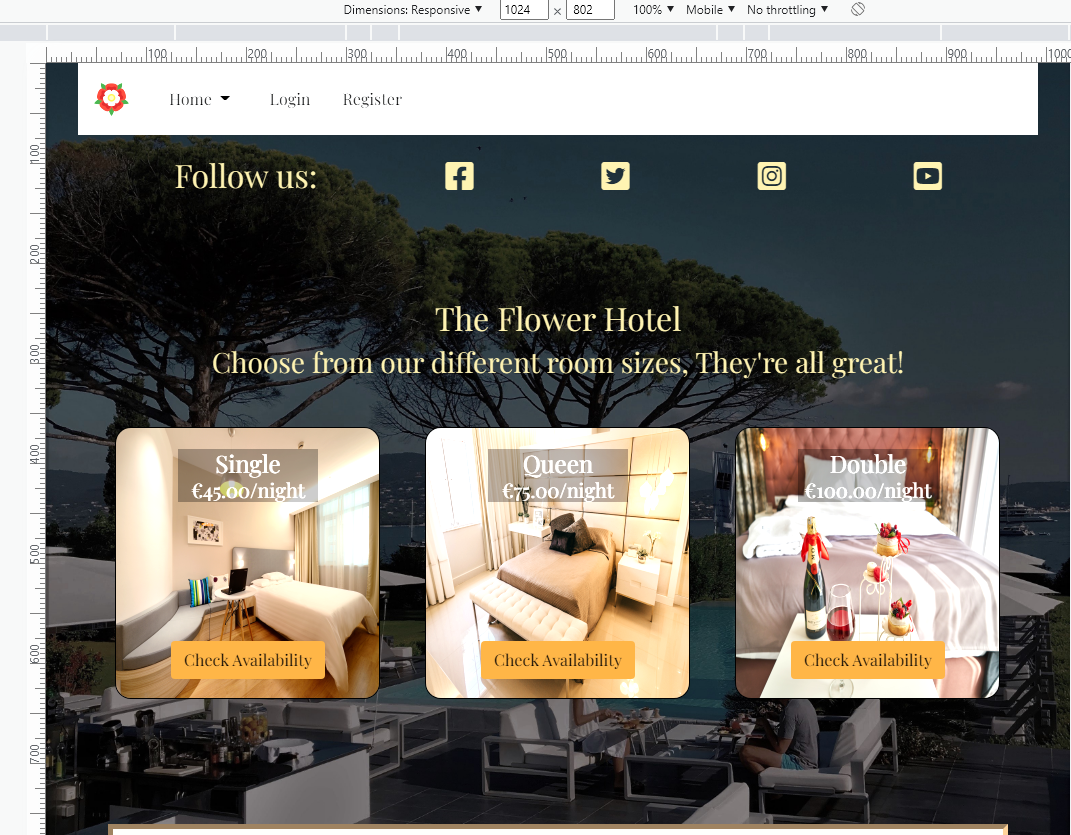 Dimensions: Responsive ▼ 1024 × 802 100% ▼ Mobile ▼ No throttling ▼
100 200 300 400 500 600 700 800 900 1000
Home Login Register
100
Follow us:
200
300
The Flower Hotel
Choose from our different room sizes, They're all great!
400
Single Queen Double
€45.00/night €75.00/night €100.00/night
500
600
Check Availability Check Availability Check Availability
700